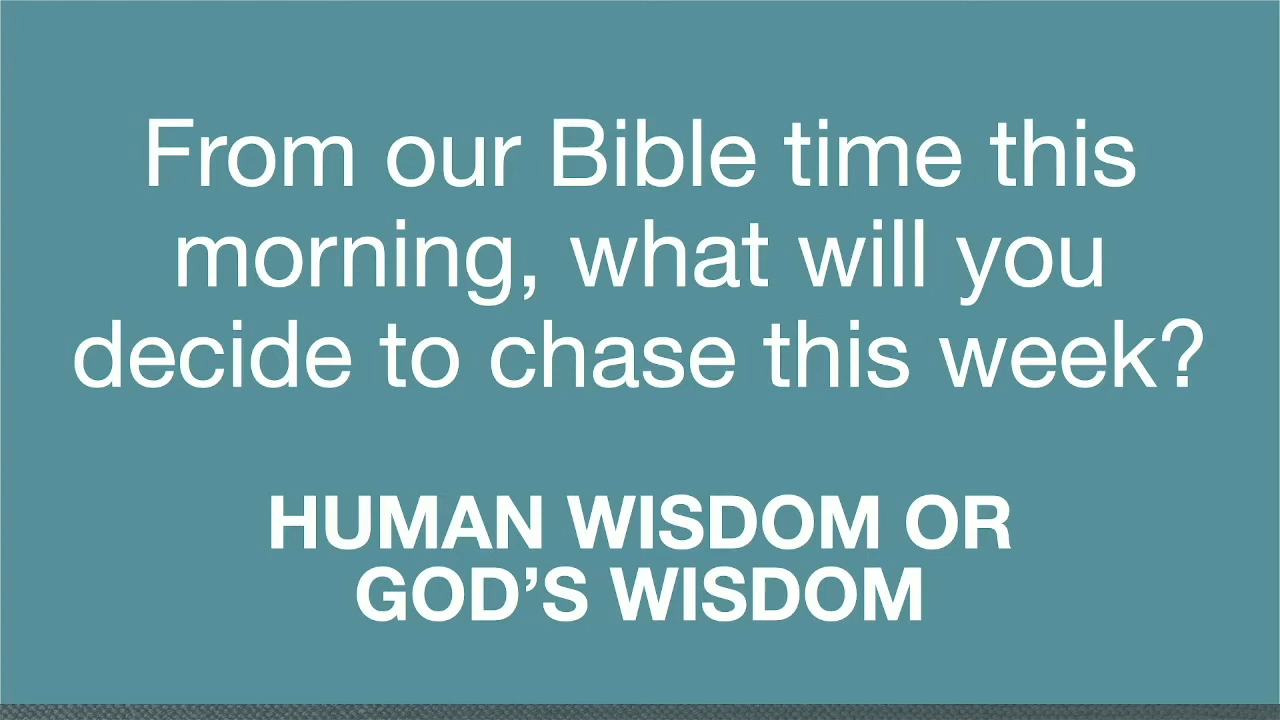 From our Bible time this
morning, what will you
decide to chase this week?
HUMAN WISDOM OR
GOD’S WISDOM